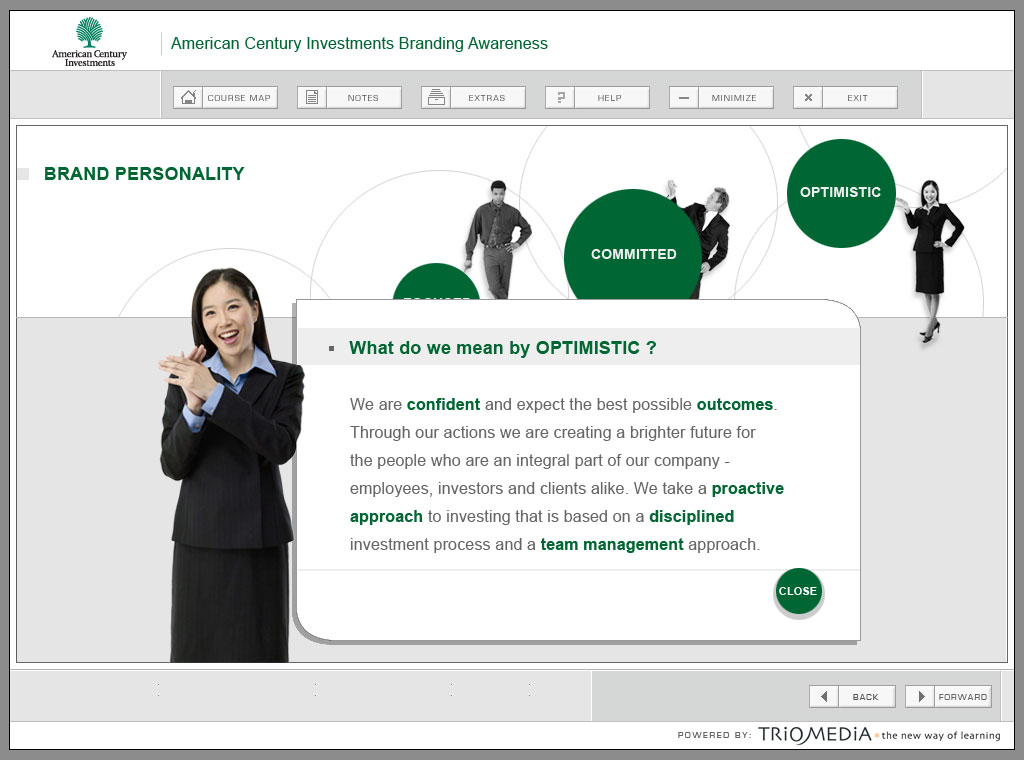 American Century
Investments
American Century Investments Branding Awareness
COURSE MAP
NOTES
EXTRAS
HELP
MINIMIZE
EXIT
BRAND PERSONALITY
OPTIMISTIC
COMMITTED
What do we mean by OPTIMISTIC ?
We are confident and expect the best possible outcomes.
Through our actions we are creating a brighter future for
the people who are an integral part of our company -
employees, investors and clients alike. We take a proactive
approach to investing that is based on a disciplined
investment process and a team management approach.
CLOSE
BACK
FORWARD
POWERED BY: TRiOMEDiA the new way of learning